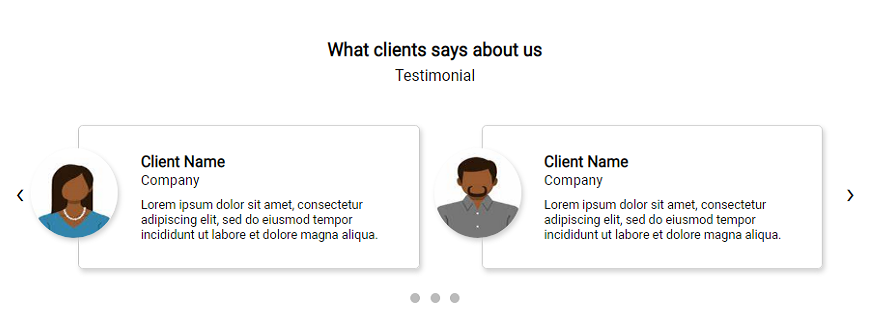 What clients says about us
Testimonial
Client Name
Company
Lorem ipsum dolor sit amet, consectetur
adipiscing elit, sed do eiusmod tempor
incididunt ut labore et dolore magna aliqua.
Client Name
Company
Lorem ipsum dolor sit amet, consectetur
adipiscing elit, sed do eiusmod tempor
incididunt ut labore et dolore magna aliqua.